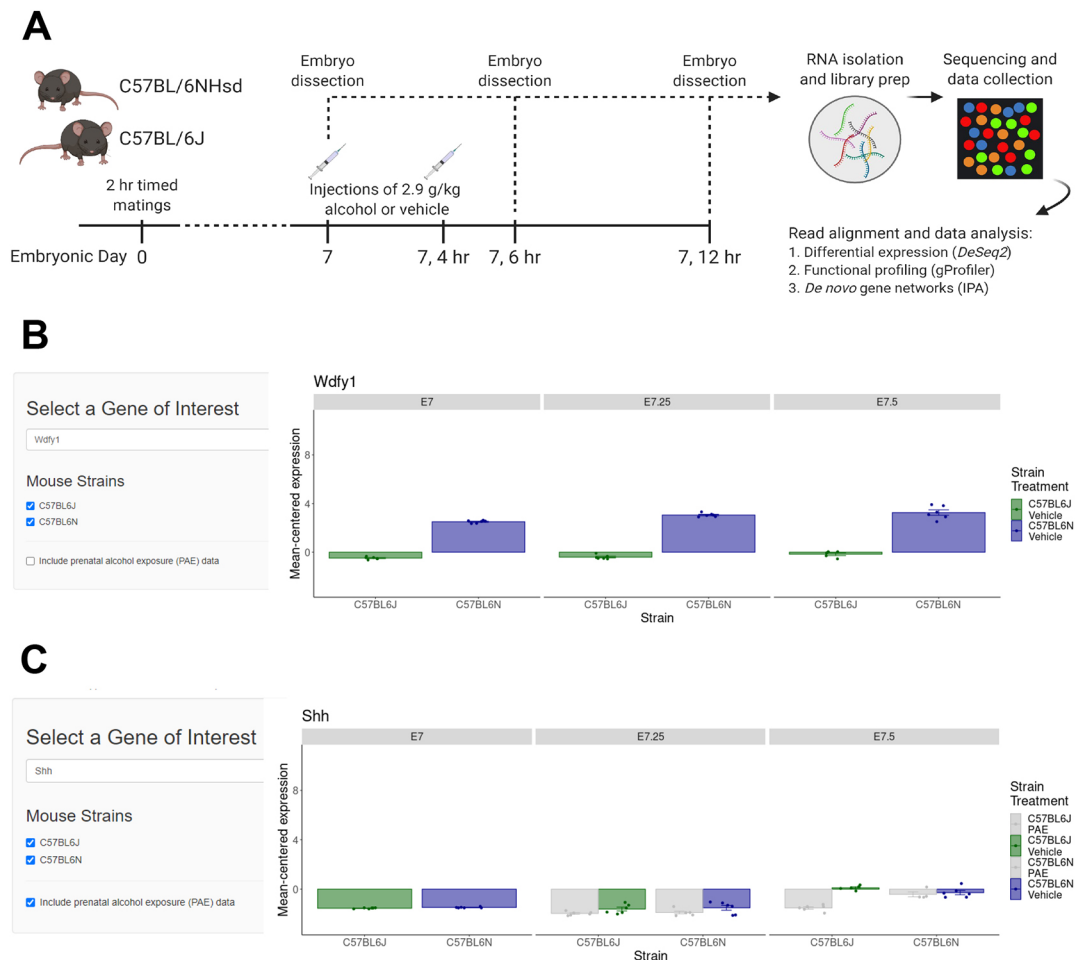 A
C57BL/6NHsd
C57BL/6J
2 hr timed
matings
Embryo
dissection
Embryo
dissection
Embryo
dissection
Injections of 2.9 g/kg
alcohol or vehicle
Embryonic Day 0
7
7, 4 hr
7, 6 hr
7, 12 hr
RNA isolation
and library prep
Sequencing and
data collection
Read alignment and data analysis:
1. Differential expression (DeSeq2)
2. Functional profiling (gProfiler)
3. De novo gene networks (IPA)
B
Select a Gene of Interest
Wdfy1
Mouse Strains
C57BL6J
C57BL6N
Include prenatal alcohol exposure (PAE) data
Wdfy1
E7
E7.25
E7.5
Mean-centered expression
8
4
0
C57BL6J
C57BL6N
C57BL6J
C57BL6N
C57BL6J
C57BL6N
Strain
Strain
Treatment
C57BL6J
Vehicle
C57BL6N
Vehicle
C
Select a Gene of Interest
Shh
Mouse Strains
C57BL6J
C57BL6N
Include prenatal alcohol exposure (PAE) data
Shh
E7
E7.25
E7.5
Mean-centered expression
8
4
0
C57BL6J
C57BL6N
C57BL6J
C57BL6N
C57BL6J
C57BL6N
Strain
Strain
Treatment
C57BL6J
PAE
C57BL6J
Vehicle
C57BL6N
PAE
C57BL6N
Vehicle